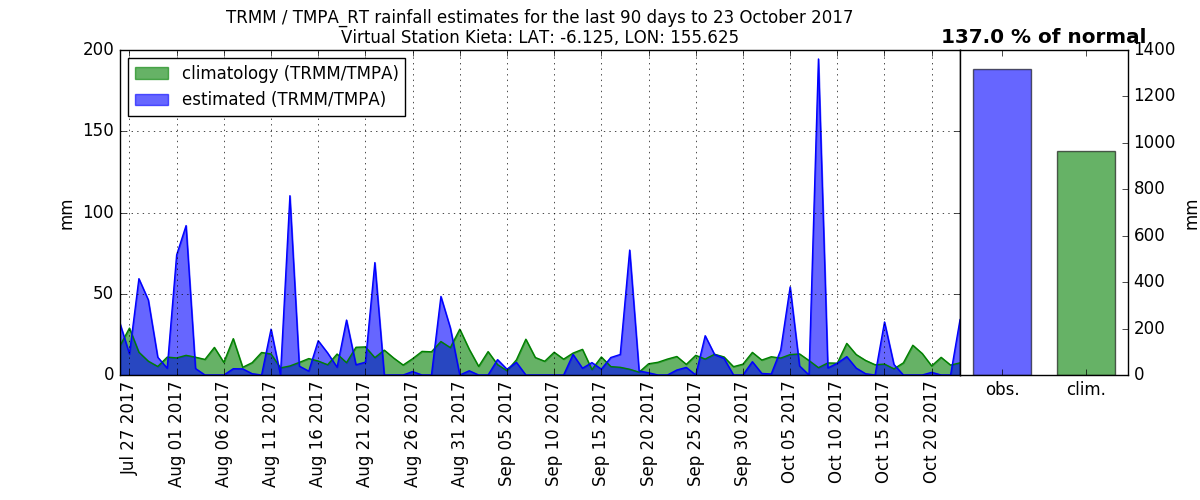 TRMM / TMPA_RT rainfall estimates for the last 90 days to 23 October 2017
Virtual Station Kieta: LAT: -6.125, LON: 155.625
137.0 % of normal
climatology (TRMM/TMPA)
estimated (TRMM/TMPA)
mm
200
150
100
50
0
Jul 27 2017
Aug 01 2017
Aug 06 2017
Aug 11 2017
Aug 16 2017
Aug 21 2017
Aug 26 2017
Aug 31 2017
Sep 05 2017
Sep 10 2017
Sep 15 2017
Sep 20 2017
Sep 25 2017
Sep 30 2017
Oct 05 2017
Oct 10 2017
Oct 15 2017
Oct 20 2017
obs.
clim.
1400
1200
1000
800
600
400
200
0
mm